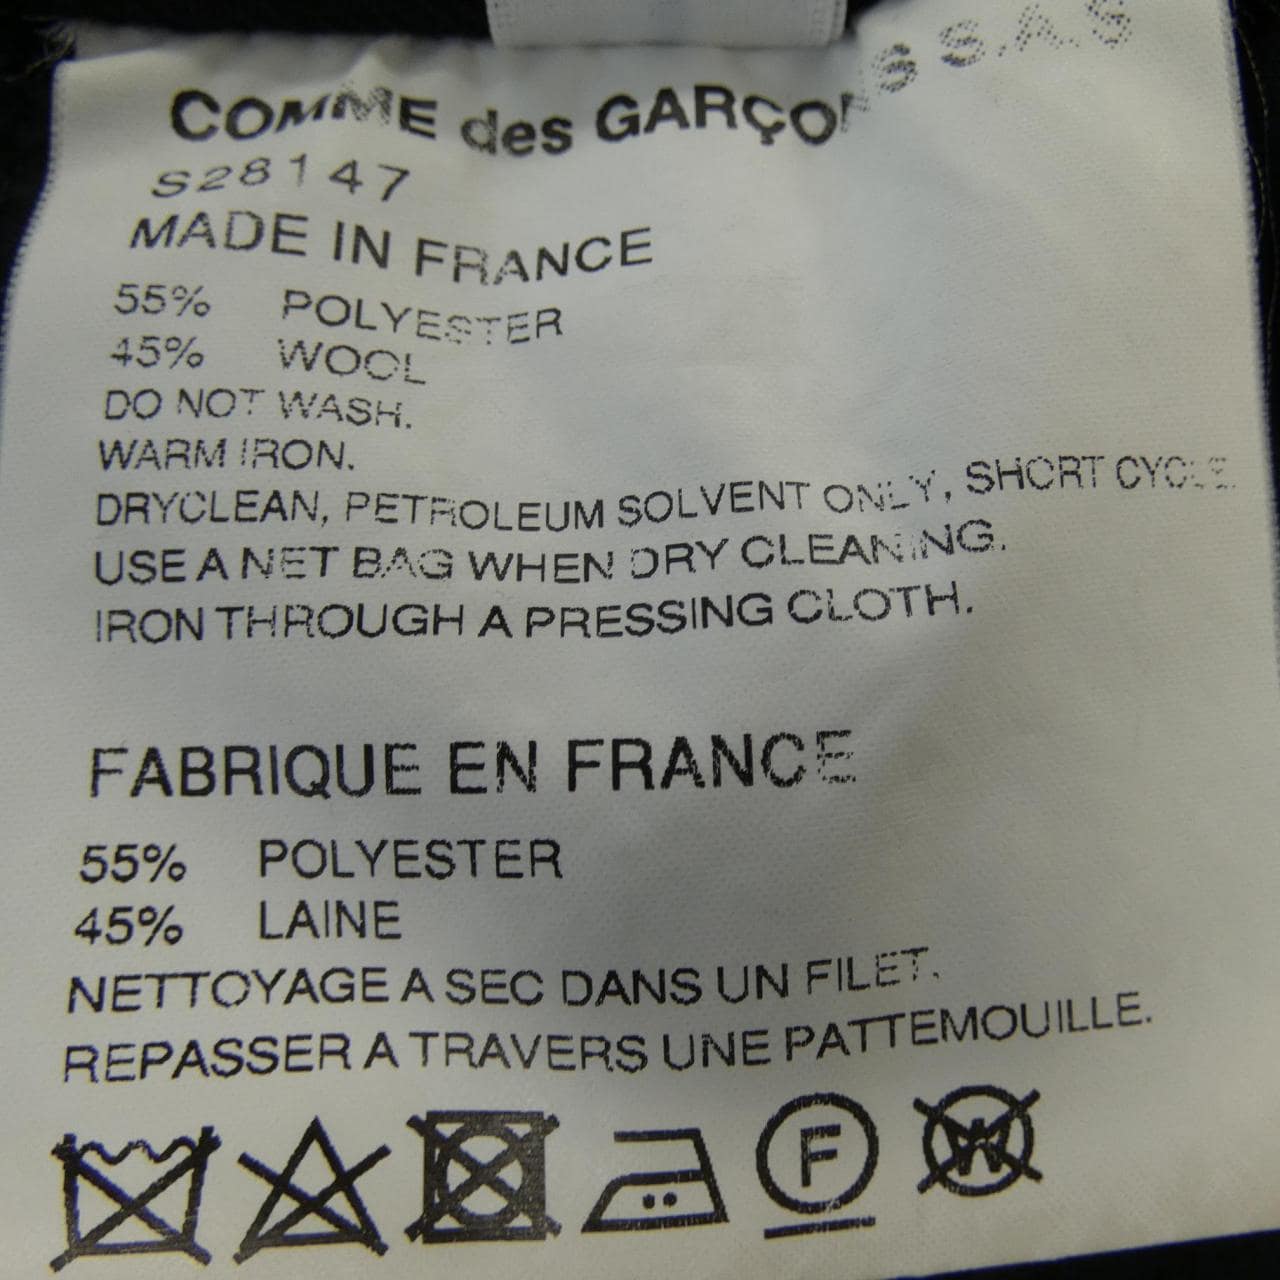 COMME des GARÇONS S.A.S
S28147
MADE IN FRANCE
55% POLYESTER
45% WOOL
DO NOT WASH.
WARM IRON.
DRYCLEAN, PETROLEUM SOLVENT ONLY, SHORT CYCLE.
USE A NET BAG WHEN DRY CLEANING.
IRON THROUGH A PRESSING CLOTH.
FABRIQUE EN FRANCE
55% POLYESTER
45% LAINE
NETTOYAGE A SEC DANS UN FILET.
REPASSER A TRAVERS UNE PATTEMOUILLE.
F W